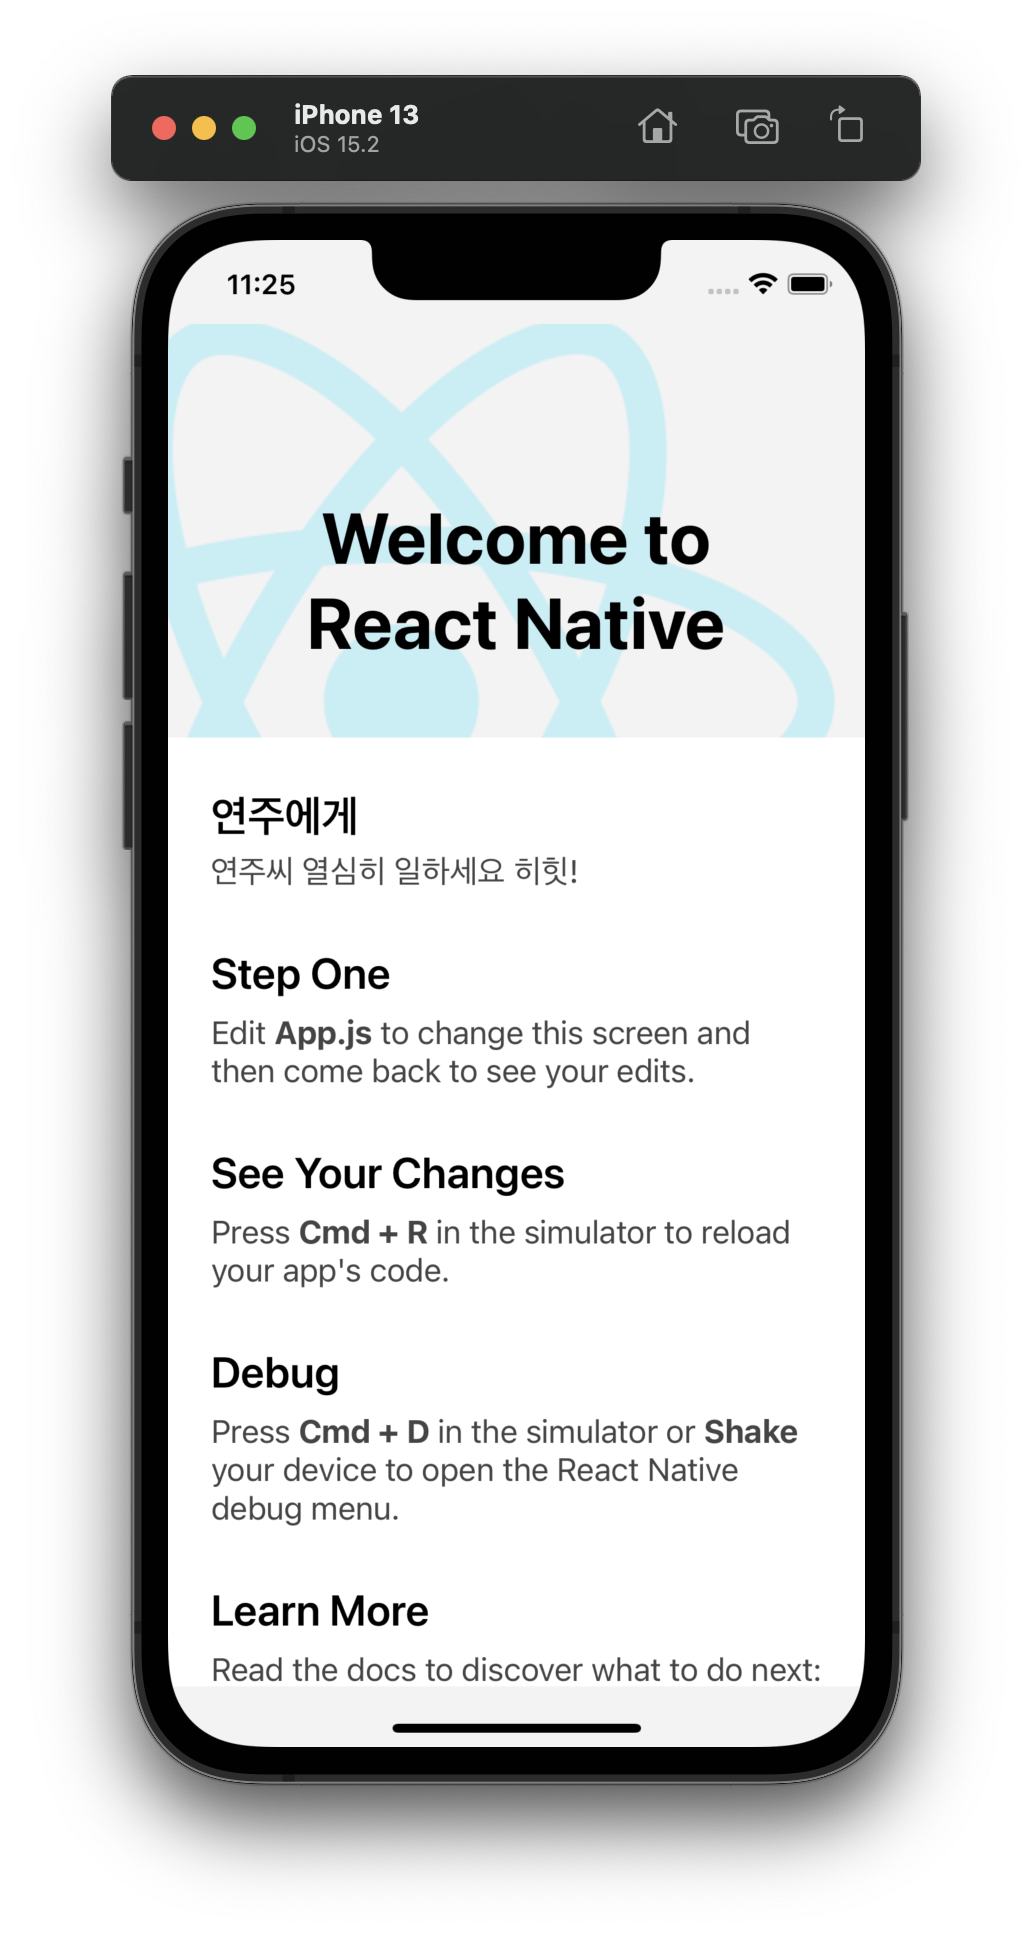 iPhone 13
iOS 15.2
11:25
Welcome to
React Native
연주에게
연주씨 열심히 일하세요 히힛!
Step One
Edit App.js to change this screen and
then come back to see your edits.
See Your Changes
Press Cmd + R in the simulator to reload
your app's code.
Debug
Press Cmd + D in the simulator or Shake
your device to open the React Native
debug menu.
Learn More
Read the docs to discover what to do next: